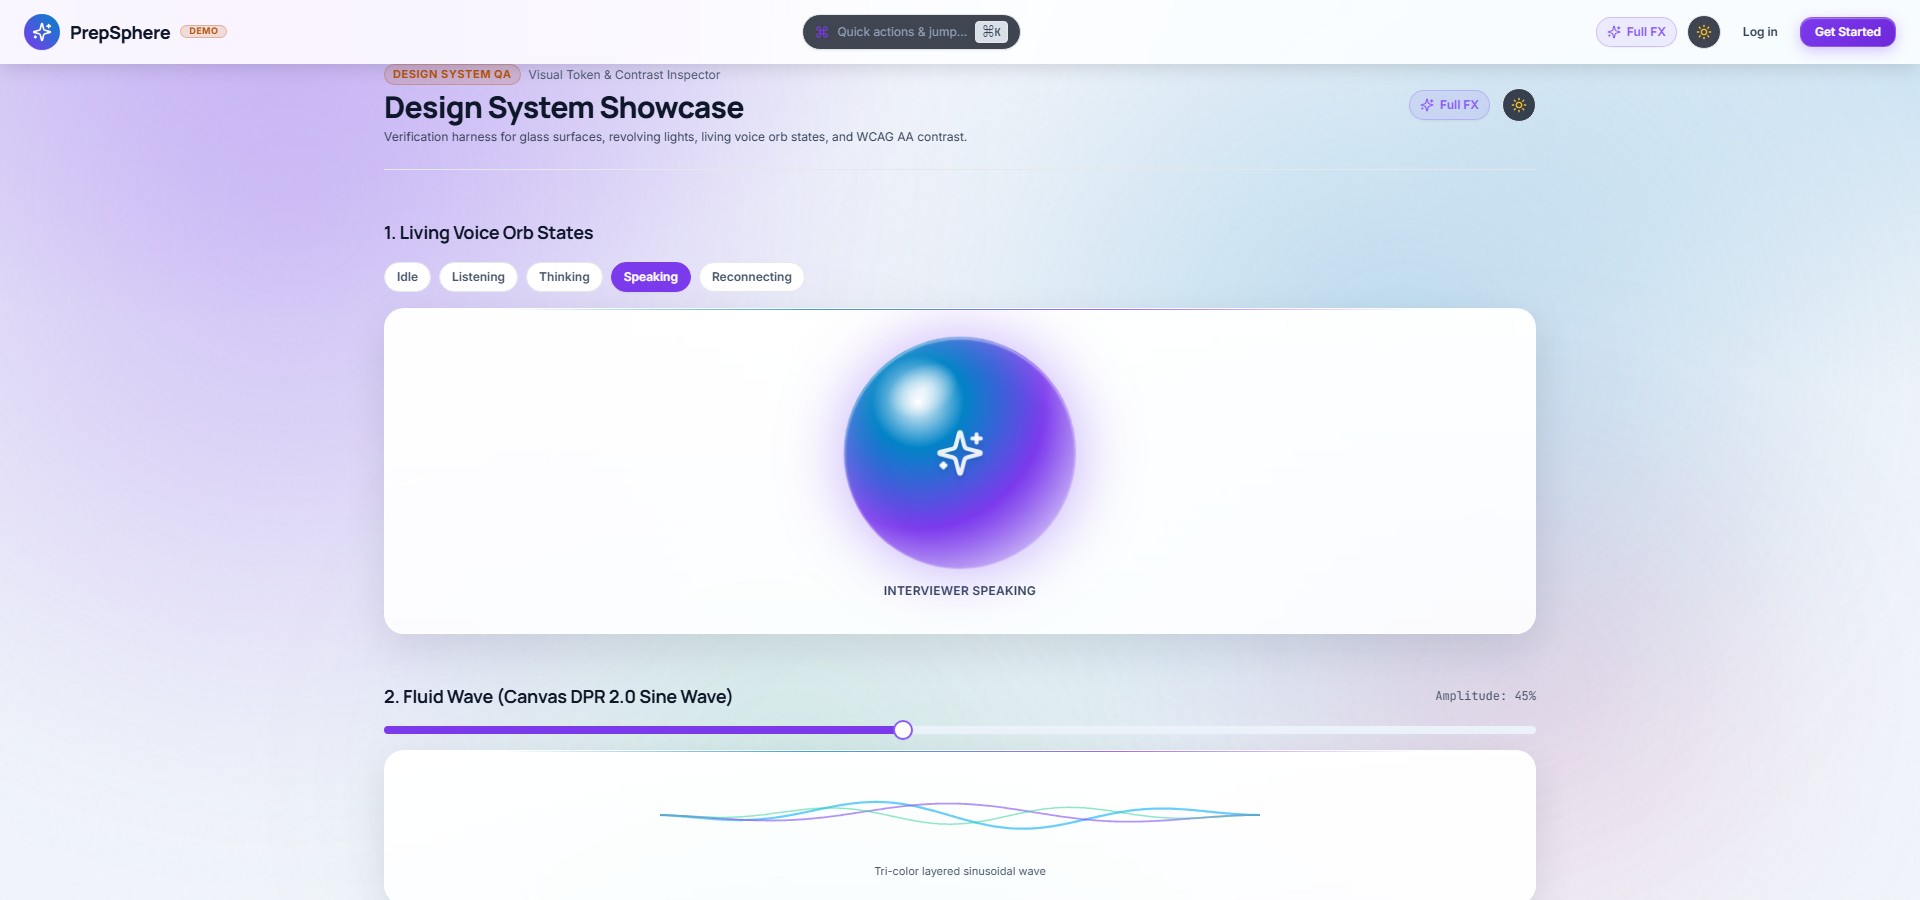 PrepSphere DEMO
Quick actions & jump... ⌘K
Full FX
Log in
Get Started
DESIGN SYSTEM QA Visual Token & Contrast Inspector
Design System Showcase
Full FX
Verification harness for glass surfaces, revolving lights, living voice orb states, and WCAG AA contrast.
1. Living Voice Orb States
Idle Listening Thinking Speaking Reconnecting
INTERVIEWER SPEAKING
2. Fluid Wave (Canvas DPR 2.0 Sine Wave)
Amplitude: 45%
Tri-color layered sinusoidal wave